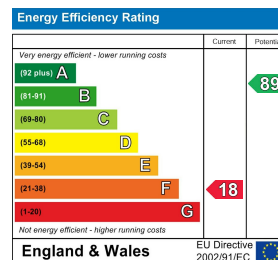 Energy Efficiency Rating
Current Potentia
Very energy efficient - lower running costs
(92 plus) A
(81-91) B
89
(69-80) C
(55-68) D
(39-54) E
(21-38) F
18
(1-20) G
Not energy efficient - higher running costs
England & Wales
EU Directive
2002/91/EC